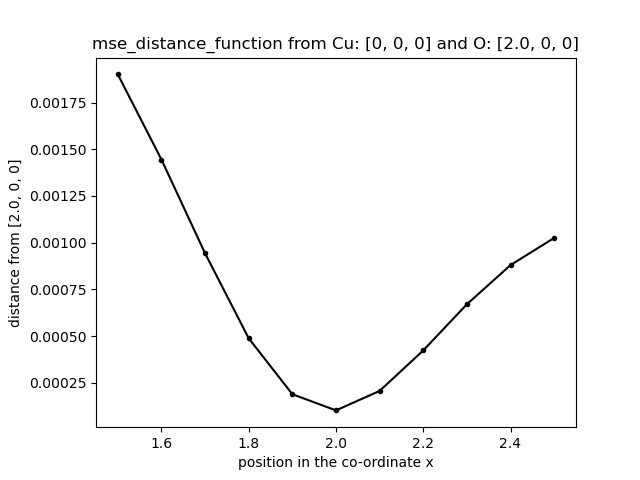 mse_distance_function from Cu: [0, 0, 0] and O: [2.0, 0, 0]
0.00175
0.00150
0.00125
0.00100
0.00075
0.00050
0.00025
distance from [2.0, 0, 0]
1.6 1.8 2.0 2.2 2.4
position in the co-ordinate x